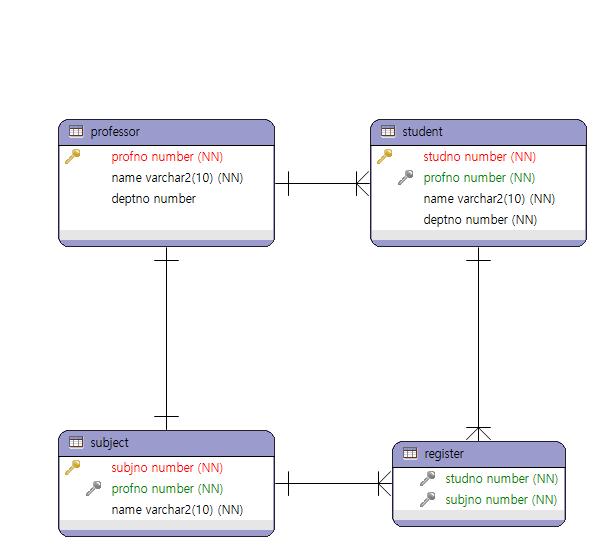 professor
profno number (NN)
name varchar2(10) (NN)
deptno number
student
studno number (NN)
profno number (NN)
name varchar2(10) (NN)
deptno number (NN)
subject
subjno number (NN)
profno number (NN)
name varchar2(10) (NN)
register
studno number (NN)
subjno number (NN)